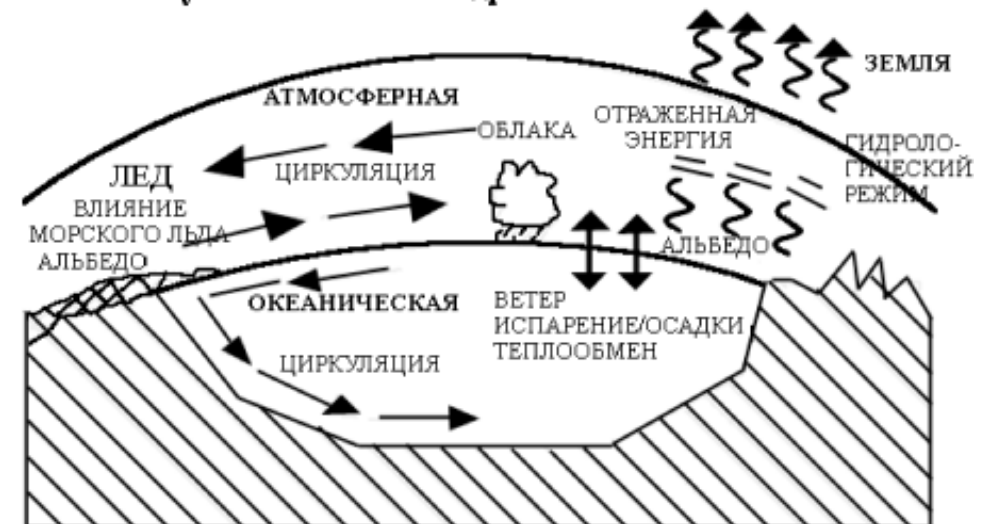 ЗЕМЛЯ
АТМОСФЕРНАЯ
ОТРАЖЕННАЯ
ЭНЕРГИЯ
ОБЛАКА
ГИДРОЛО-
ГИЧЕСКИЙ
РЕЖИМ
ЦИРКУЛЯЦИЯ
ЛЕД
ВЛИЯНИЕ
МОРСКОГО ЛЬДА
АЛЬБЕДО
АЛЬБЕДО
ОКЕАНИЧЕСКАЯ
ВЕТЕР
ИСПАРЕНИЕ/ОСАДКИ
ТЕПЛООБМЕН
ЦИРКУЛЯЦИЯ